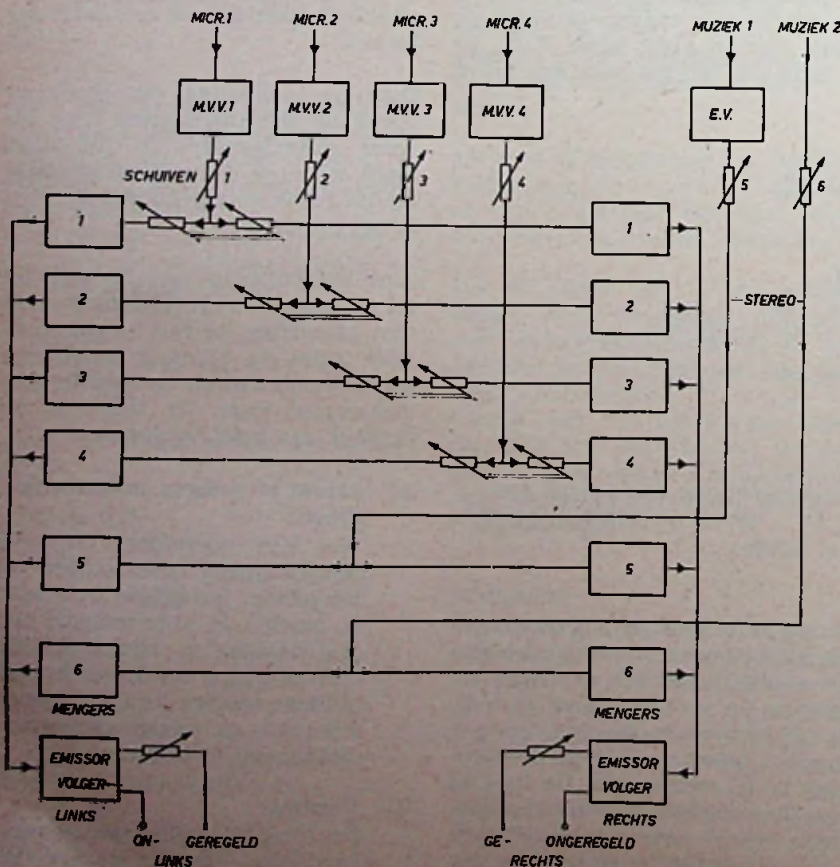 MICR.1 MICR.2 MICR.3 MICR.4 MUZIEK 1 MUZIEK 2
M.V.V.1 M.V.V.2 M.V.V.3 M.V.V.4 E.V.
SCHUIVEN 1 2 3 4 5 6
1 1
2 2
STEREO
3 3
4 4
5 5
6 6
MENGERS MENGERS
EMISSOR EMISSOR
VOLGER VOLGER
LINKS RECHTS
ON- GEREGELD GE- ONGEREGELD
LINKS RECHTS